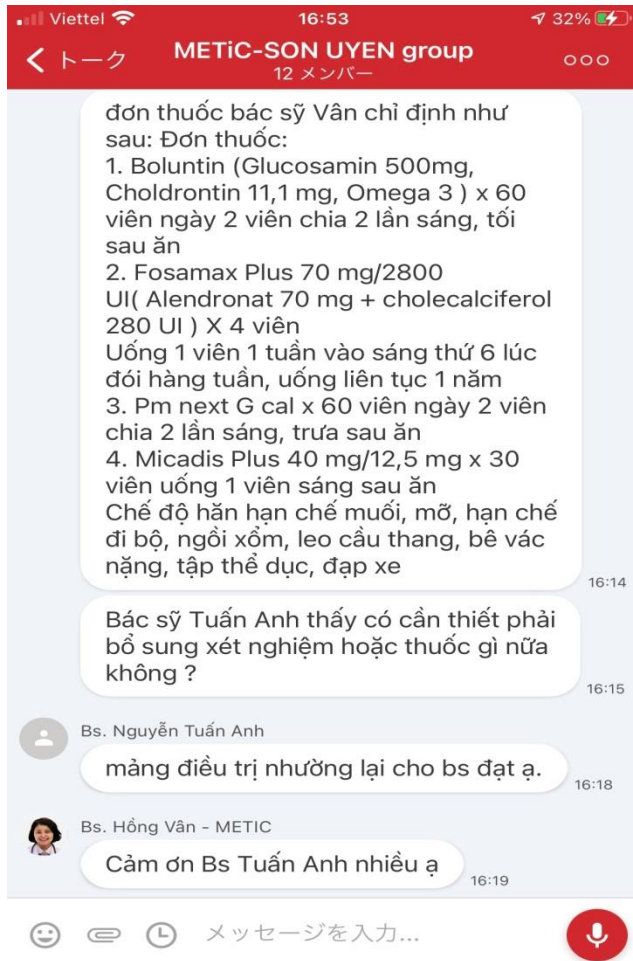 Viettel 16:53 32%
トーク METiC-SON UYEN group
12 メンバー
đơn thuốc bác sỹ Vân chỉ định như
sau: Đơn thuốc:
1. Boluntin (Glucosamin 500mg,
Choldrontin 11,1 mg, Omega 3 ) x 60
viên ngày 2 viên chia 2 lần sáng, tối
sau ăn
2. Fosamax Plus 70 mg/2800
UI( Alendronat 70 mg + cholecalciferol
280 UI ) X 4 viên
Uống 1 viên 1 tuần vào sáng thứ 6 lúc
đói hàng tuần, uống liên tục 1 năm
3. Pm next G cal x 60 viên ngày 2 viên
chia 2 lần sáng, trưa sau ăn
4. Micadis Plus 40 mg/12,5 mg x 30
viên uống 1 viên sáng sau ăn
Chế độ hăn hạn chế muối, mỡ, hạn chế
đi bộ, ngồi xổm, leo cầu thang, bê vác
nặng, tập thể dục, đạp xe
16:14
Bác sỹ Tuấn Anh thấy có cần thiết phải
bổ sung xét nghiệm hoặc thuốc gì nữa
không ?
16:15
Bs. Nguyễn Tuấn Anh
mảng điều trị nhường lại cho bs đạt ạ.
16:18
Bs. Hồng Vân - METIC
Cảm ơn Bs Tuấn Anh nhiều ạ
16:19
メッセージを入力...